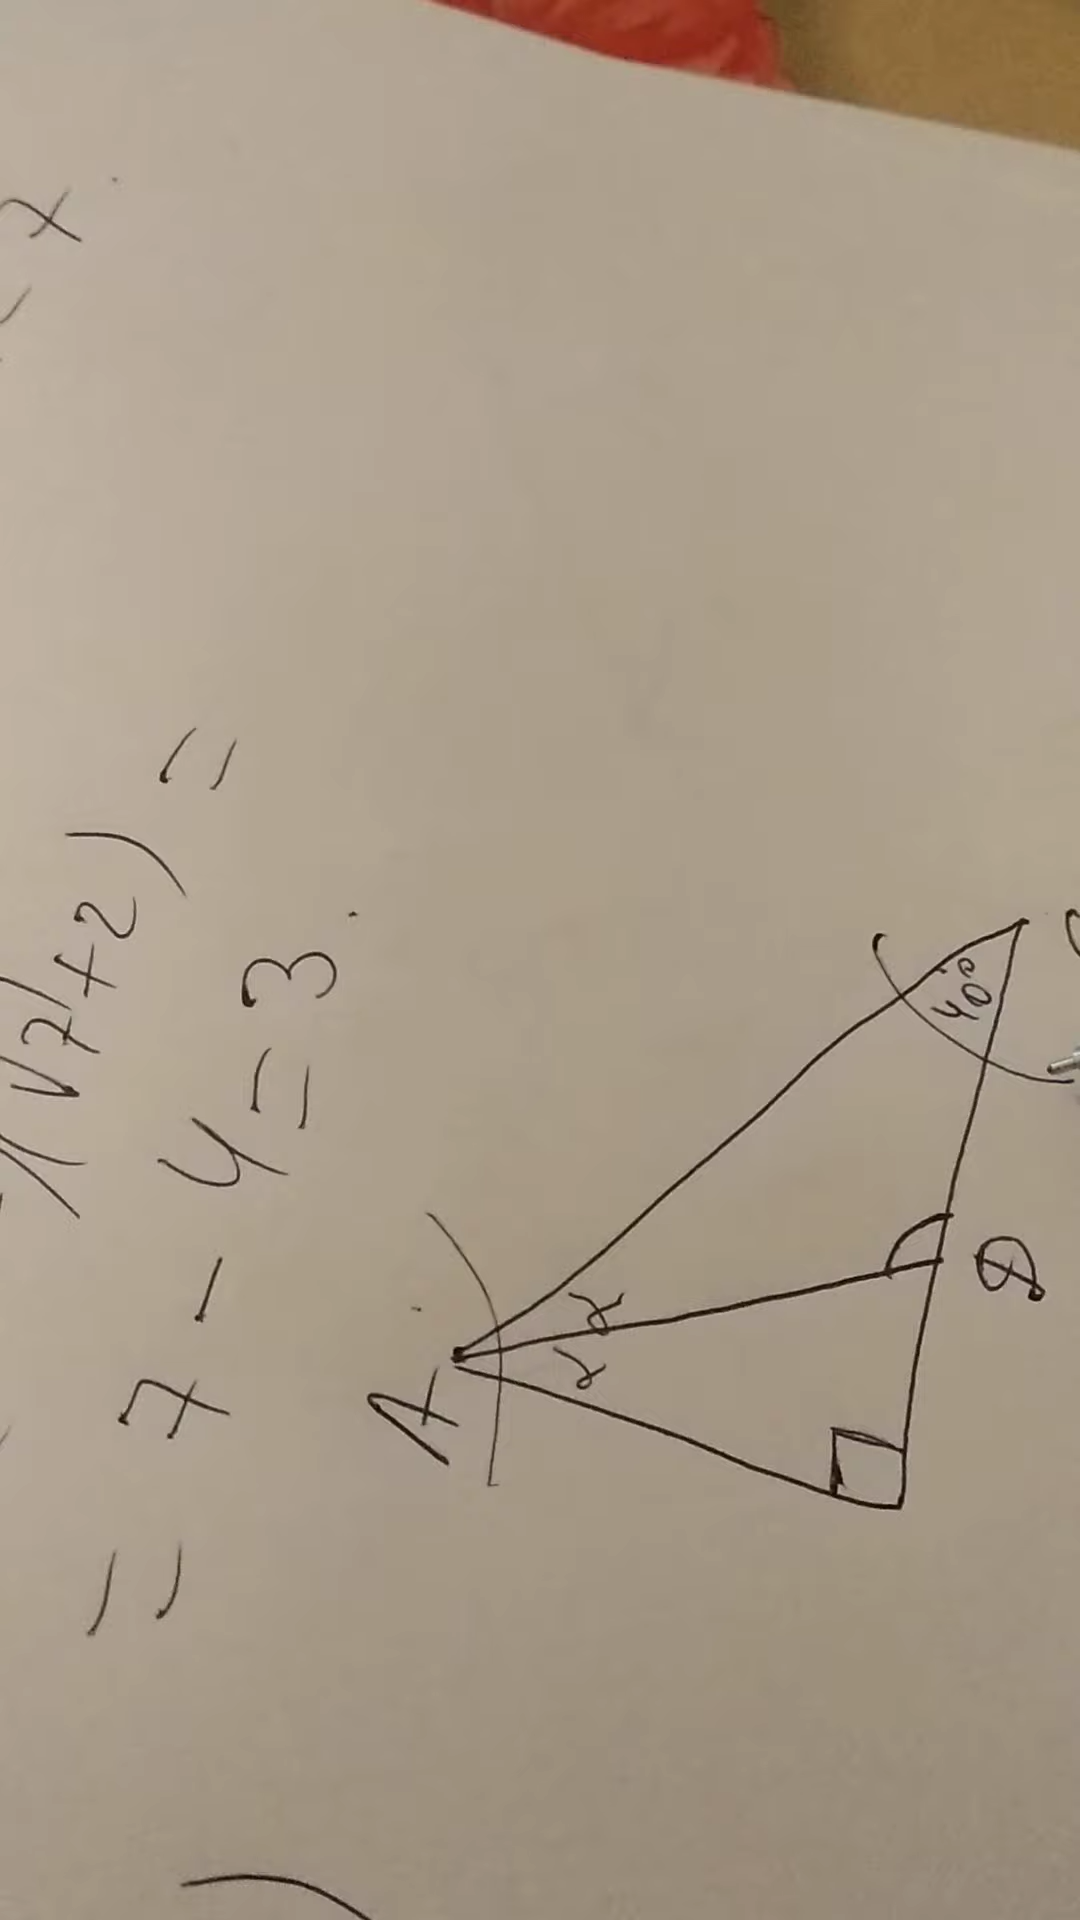 (√7+2) =
= 7 - 4 = 3.
A
α
α
40°
D